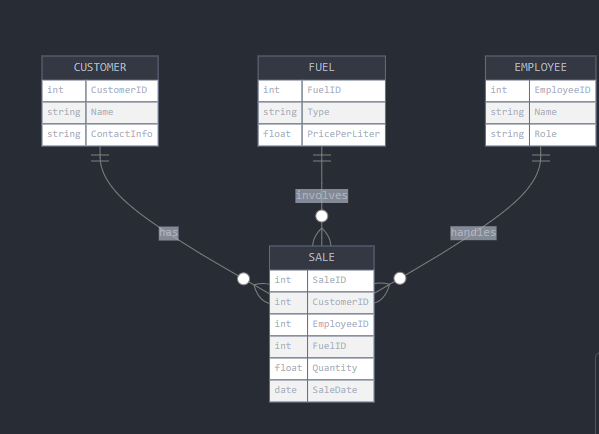 CUSTOMER
int CustomerID
string Name
string ContactInfo
FUEL
int FuelID
string Type
float PricePerLiter
EMPLOYEE
int EmployeeID
string Name
string Role
involves
has
handles
SALE
int SaleID
int CustomerID
int EmployeeID
int FuelID
float Quantity
date SaleDate